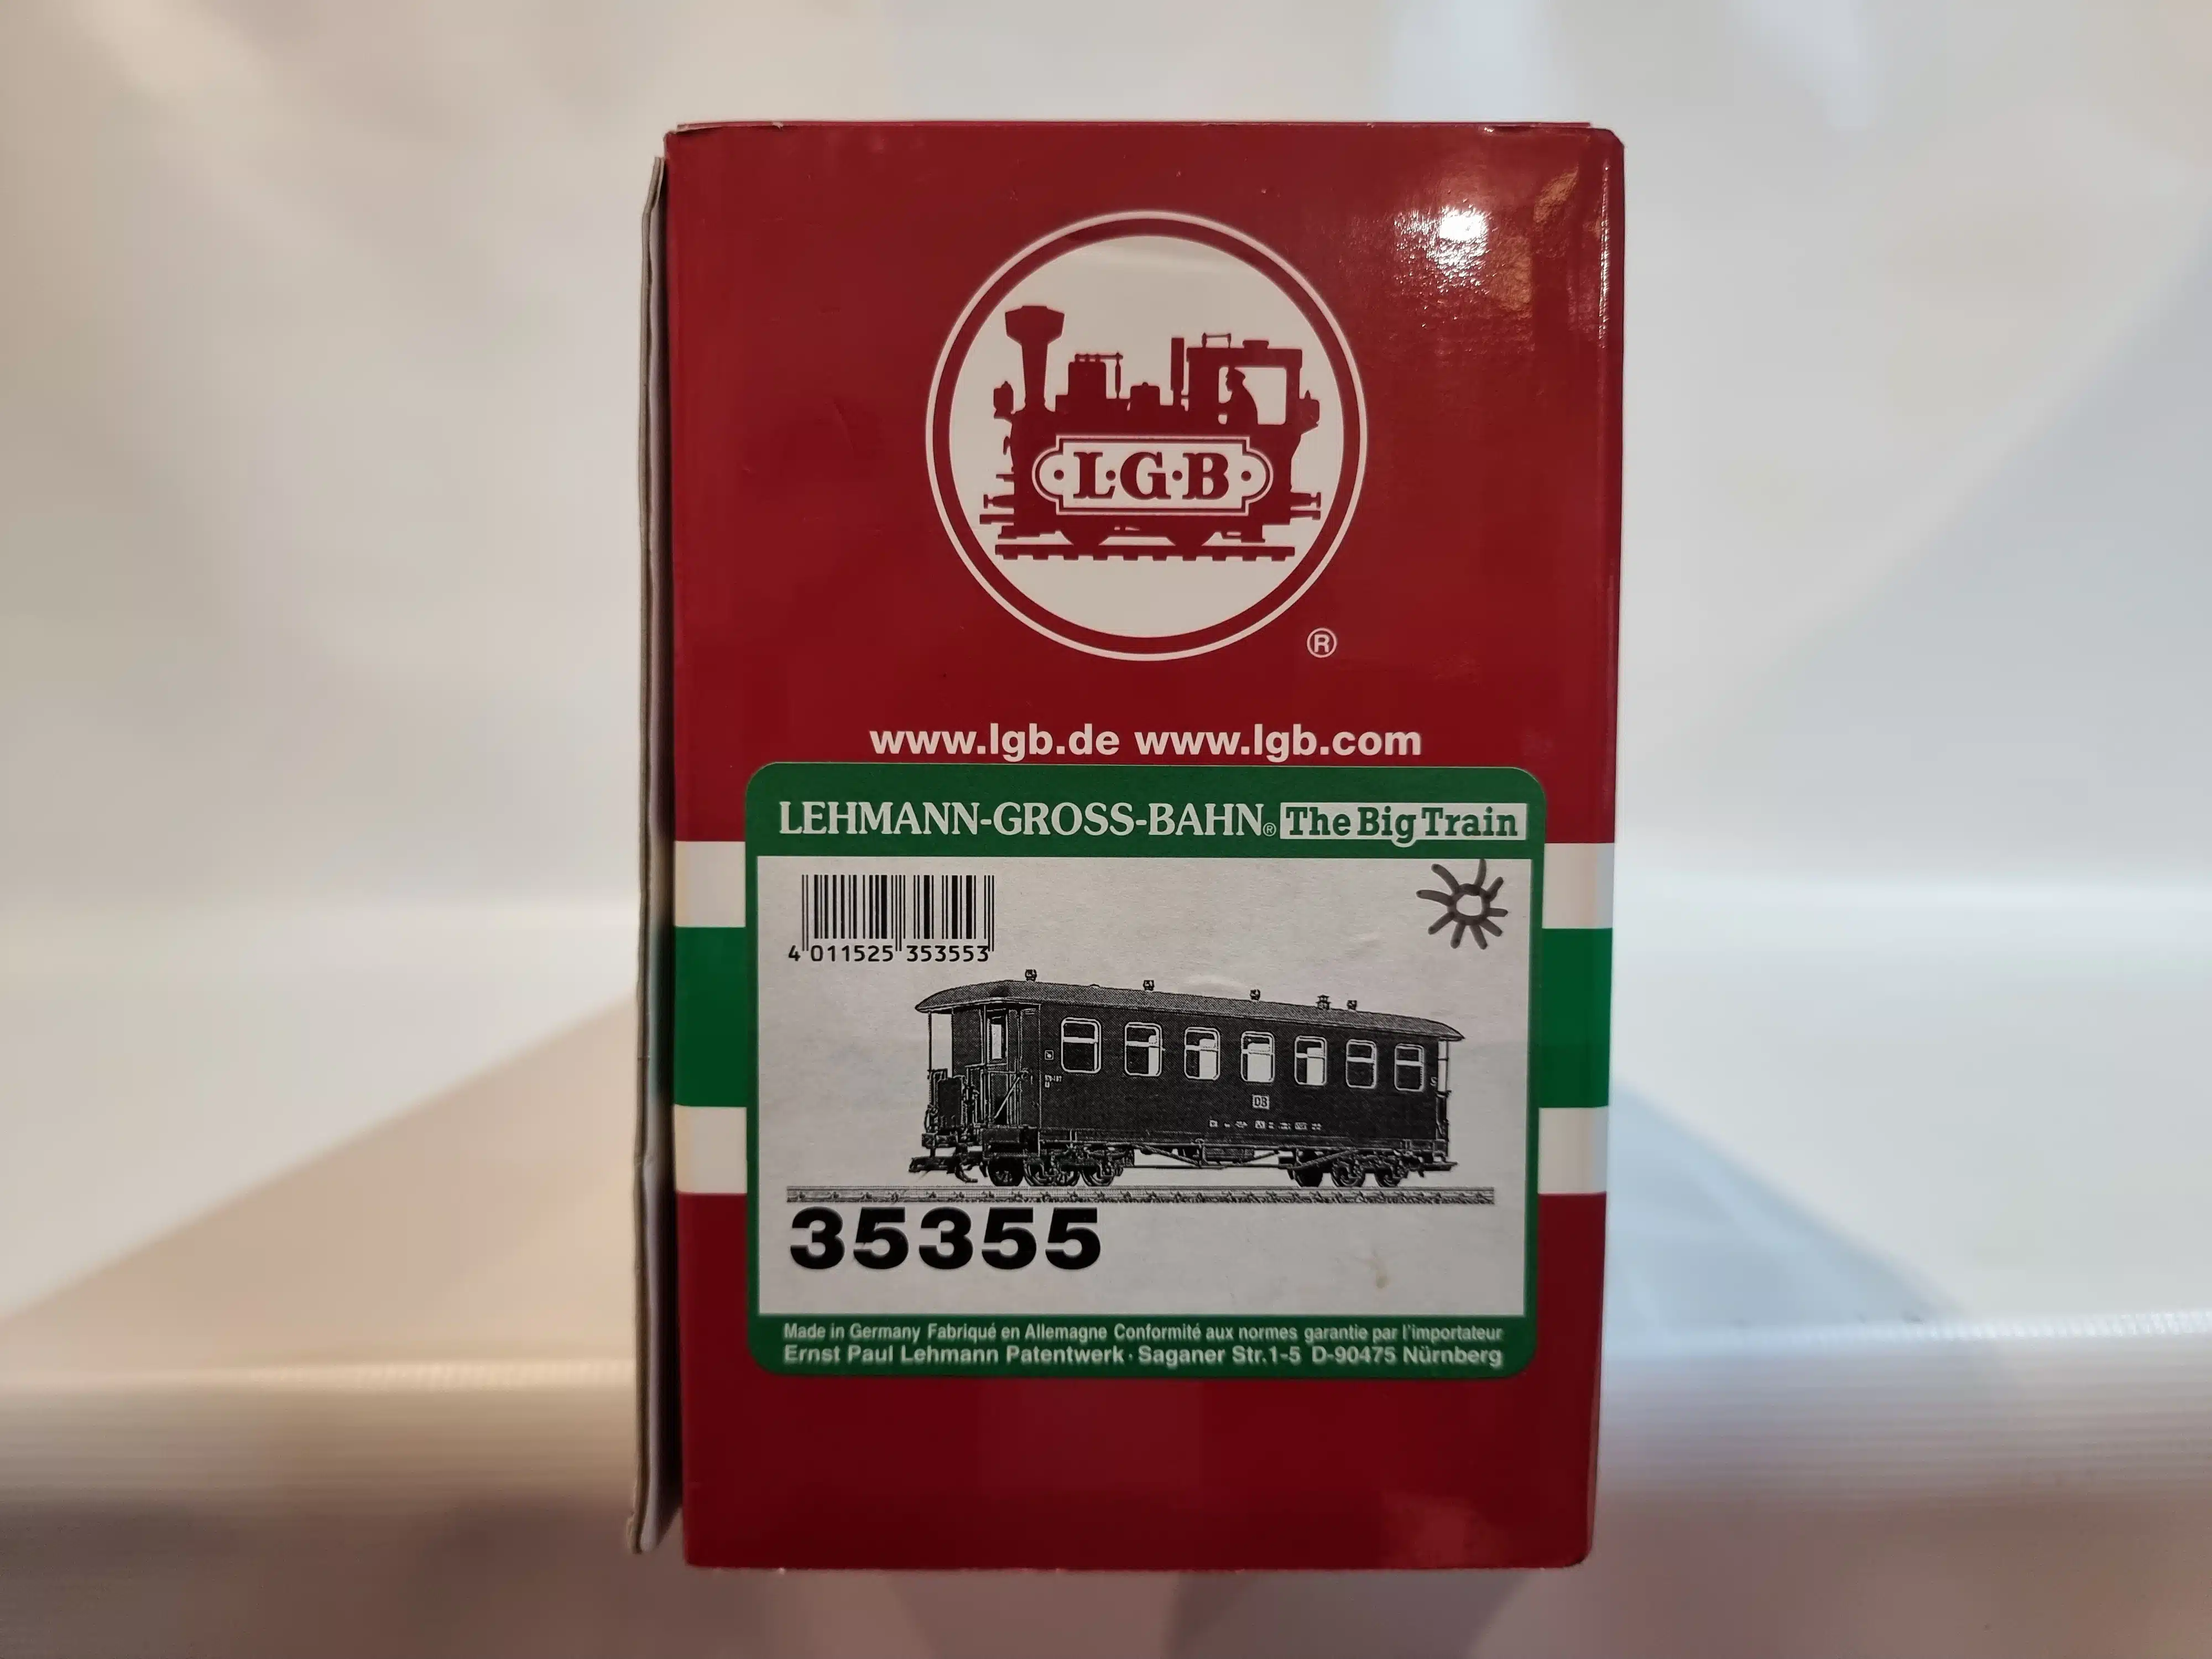 L·G·B
®
www.lgb.de www.lgb.com
LEHMANN-GROSS-BAHN® The Big Train
4 011525 353553
35355
Made in Germany Fabriqué en Allemagne Conformité aux normes garantie par l'importateur
Ernst Paul Lehmann Patentwerk · Saganer Str.1-5 D-90475 Nürnberg